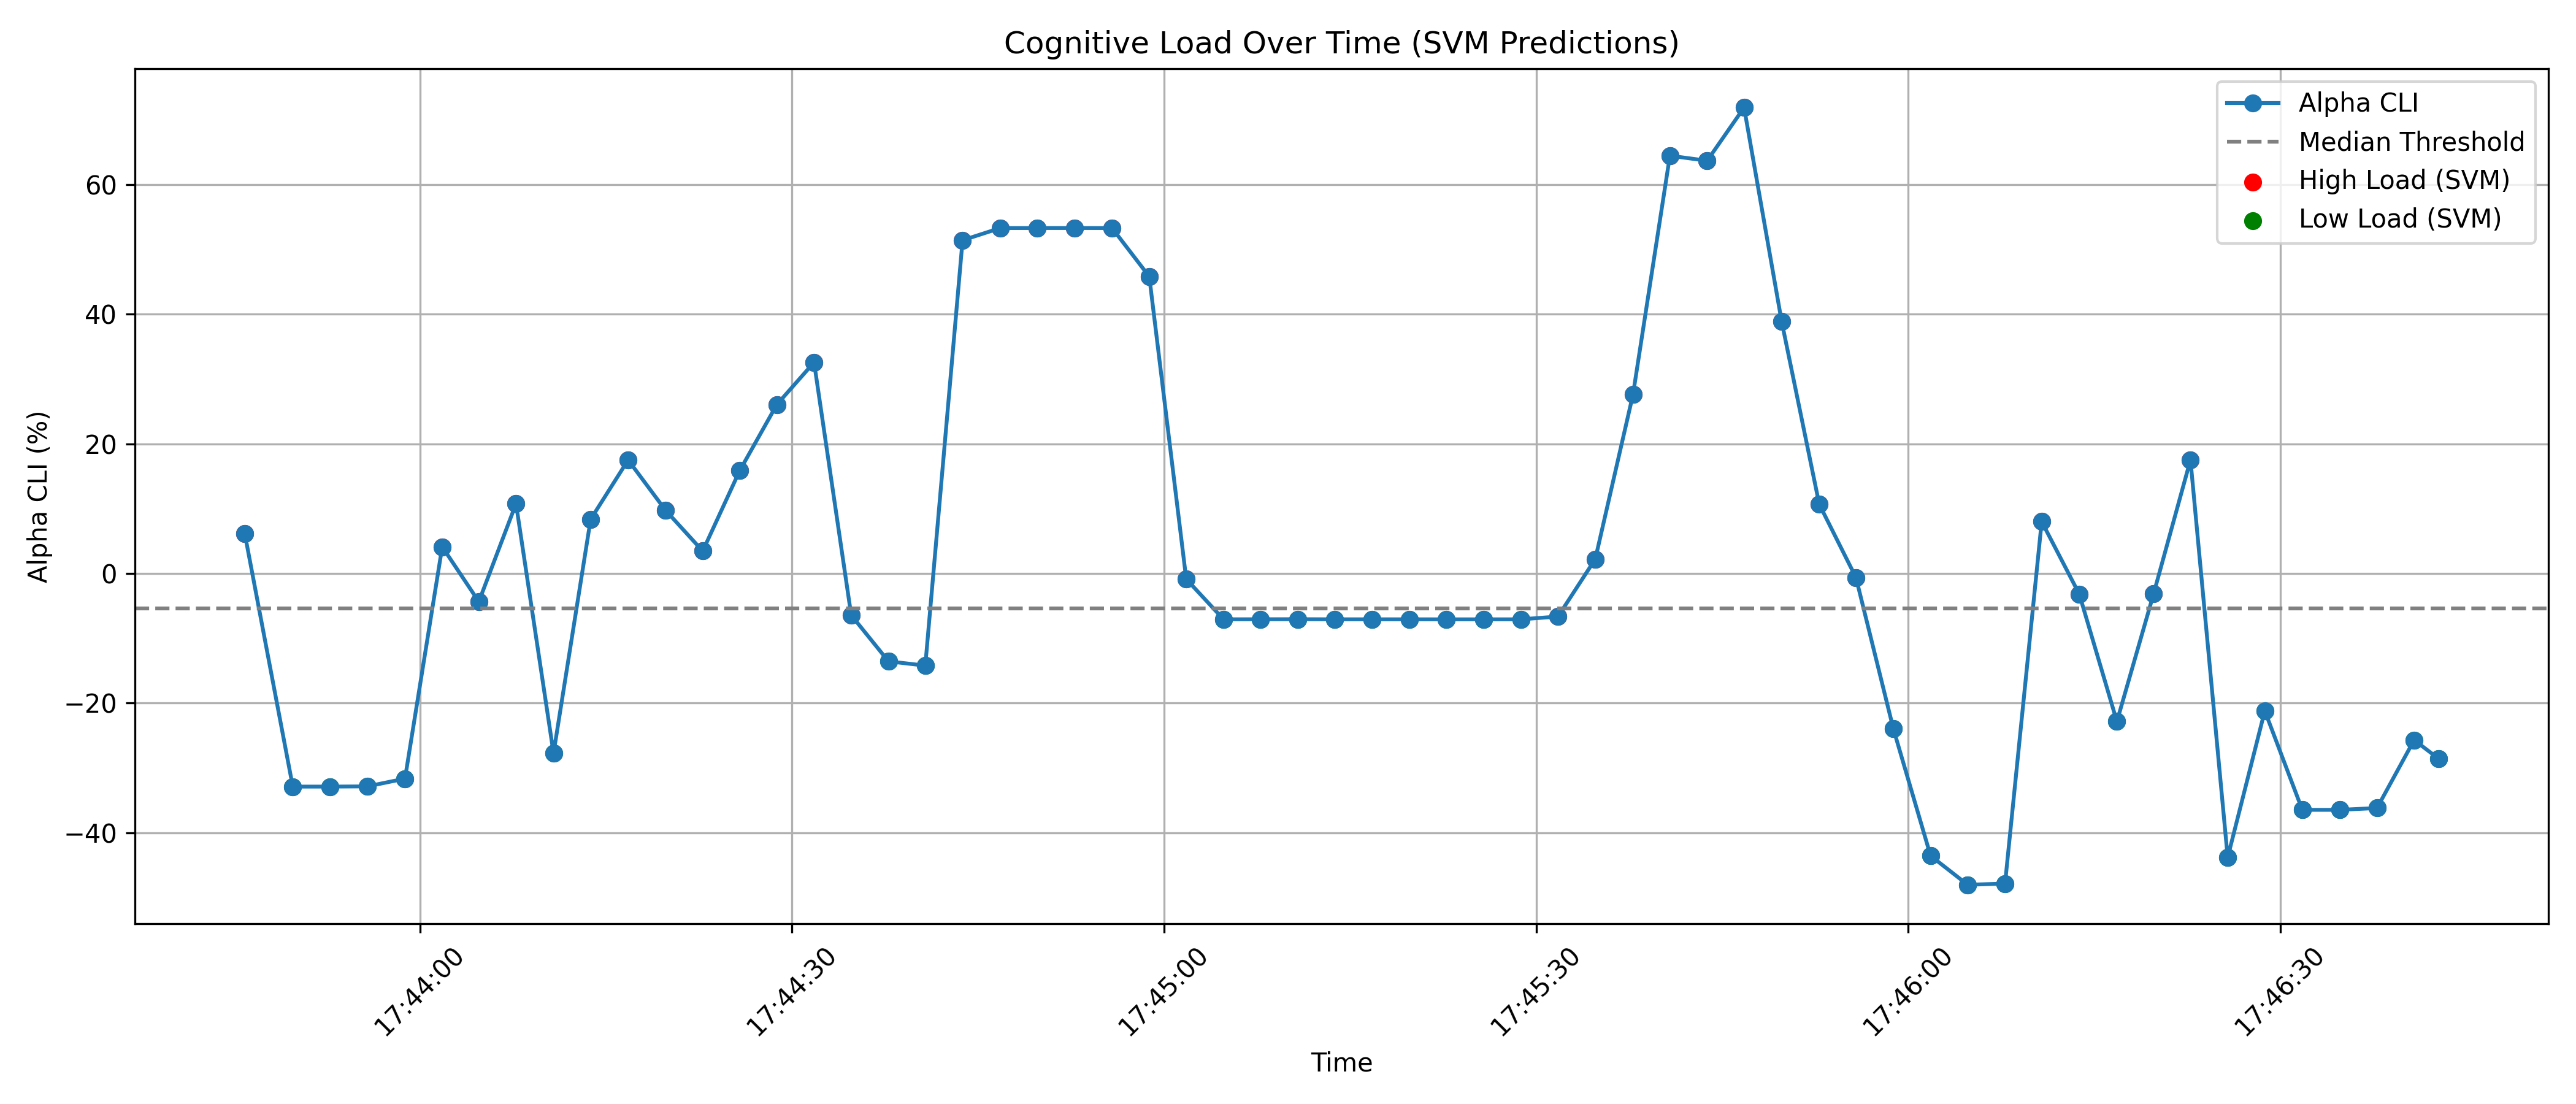 Cognitive Load Over Time (SVM Predictions)
Alpha CLI
Median Threshold
High Load (SVM)
Low Load (SVM)
Alpha CLI (%)
60
40
20
0
−20
−40
17:44:00
17:44:30
17:45:00
17:45:30
17:46:00
17:46:30
Time